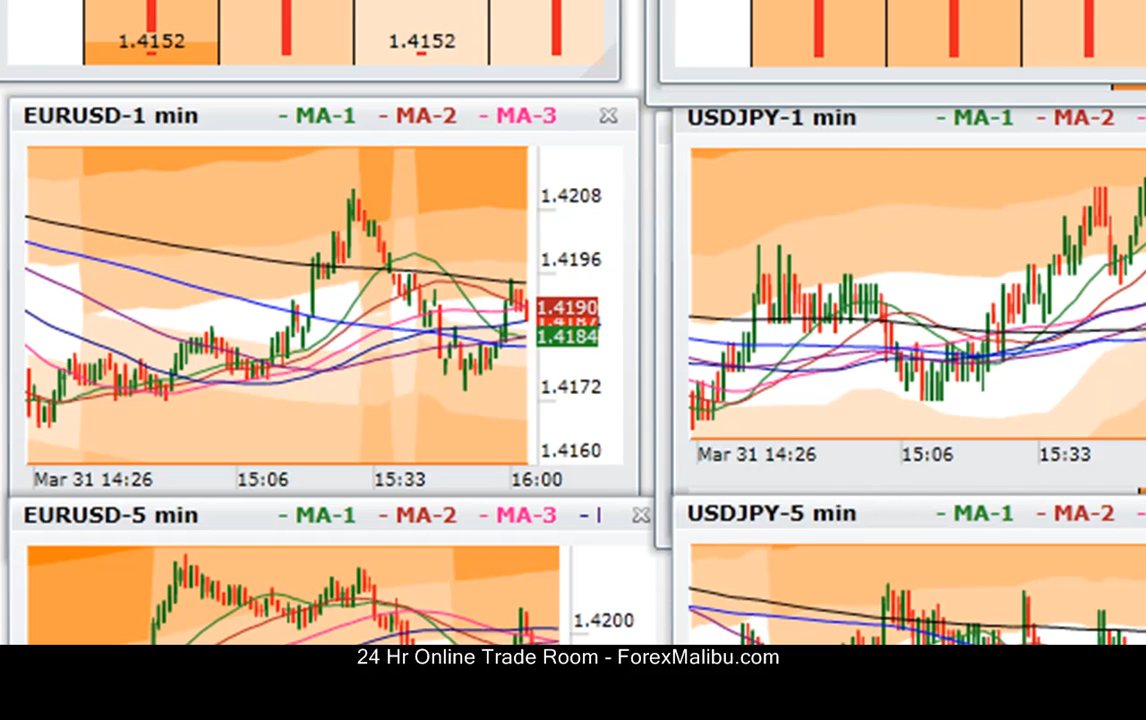 1.4152
1.4152
EURUSD-1 min - MA-1 - MA-2 - MA-3
1.4208
1.4196
1.4190
1.4184
1.4172
1.4160
Mar 31 14:26 15:06 15:33 16:00
USDJPY-1 min - MA-1 - MA-2 -
Mar 31 14:26 15:06 15:33
EURUSD-5 min - MA-1 - MA-2 - MA-3 -
1.4200
USDJPY-5 min - MA-1 - MA-2 -
24 Hr Online Trade Room - ForexMalibu.com